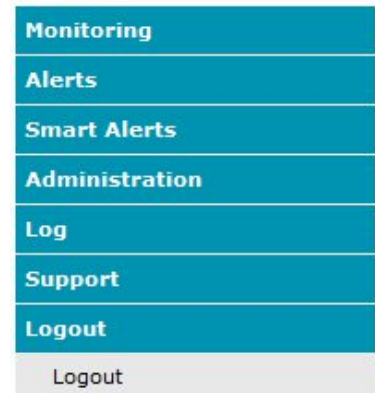 Monitoring
Alerts
Smart Alerts
Administration
Log
Support
Logout
Logout